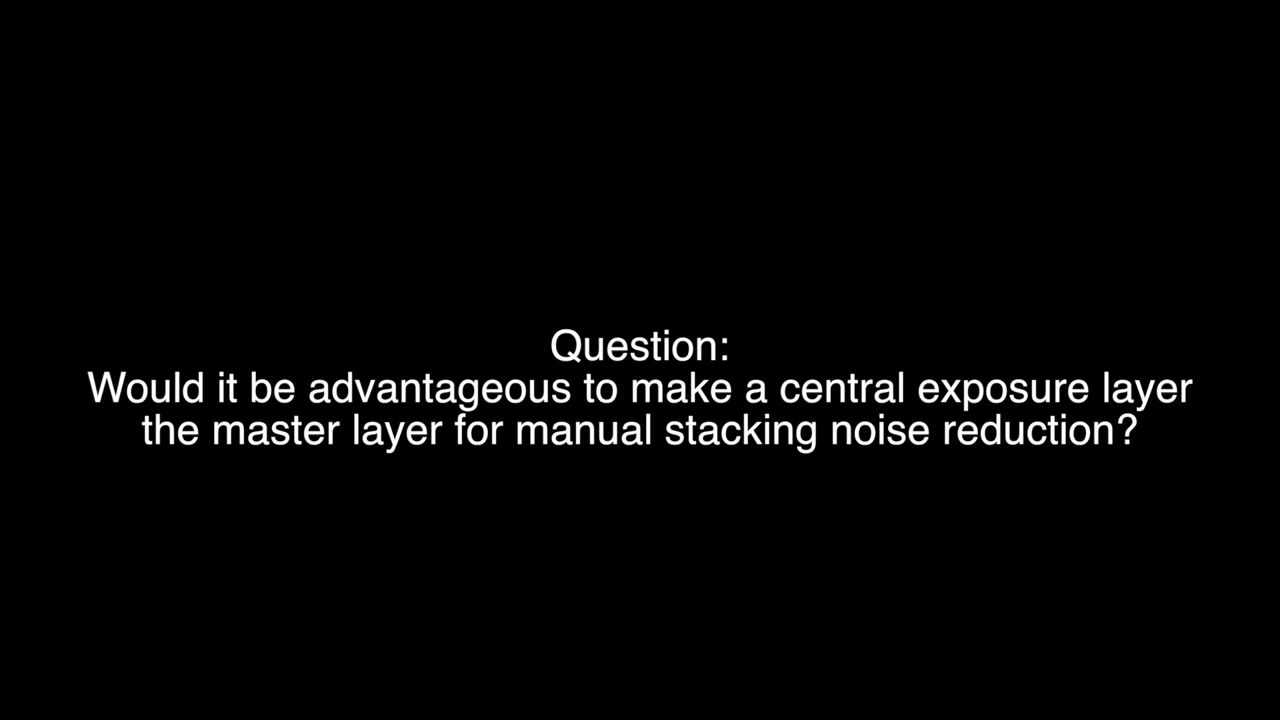 Question:
Would it be advantageous to make a central exposure layer
the master layer for manual stacking noise reduction?